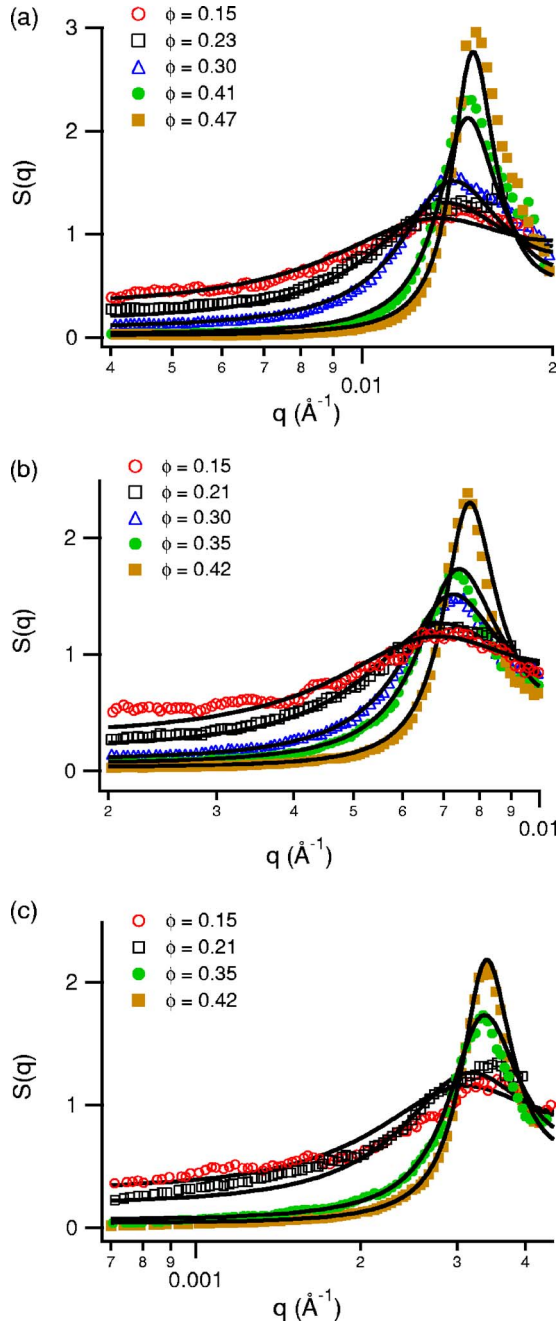 (a)
ϕ = 0.15
ϕ = 0.23
ϕ = 0.30
ϕ = 0.41
ϕ = 0.47
S(q)
3
2
1
0
4 5 6 7 8 9 0.01 2
q (Å⁻¹)
(b)
ϕ = 0.15
ϕ = 0.21
ϕ = 0.30
ϕ = 0.35
ϕ = 0.42
S(q)
2
1
0
2 3 4 5 6 7 8 9 0.01
q (Å⁻¹)
(c)
ϕ = 0.15
ϕ = 0.21
ϕ = 0.35
ϕ = 0.42
S(q)
2
1
0
7 8 9 0.001 2 3 4
q (Å⁻¹)